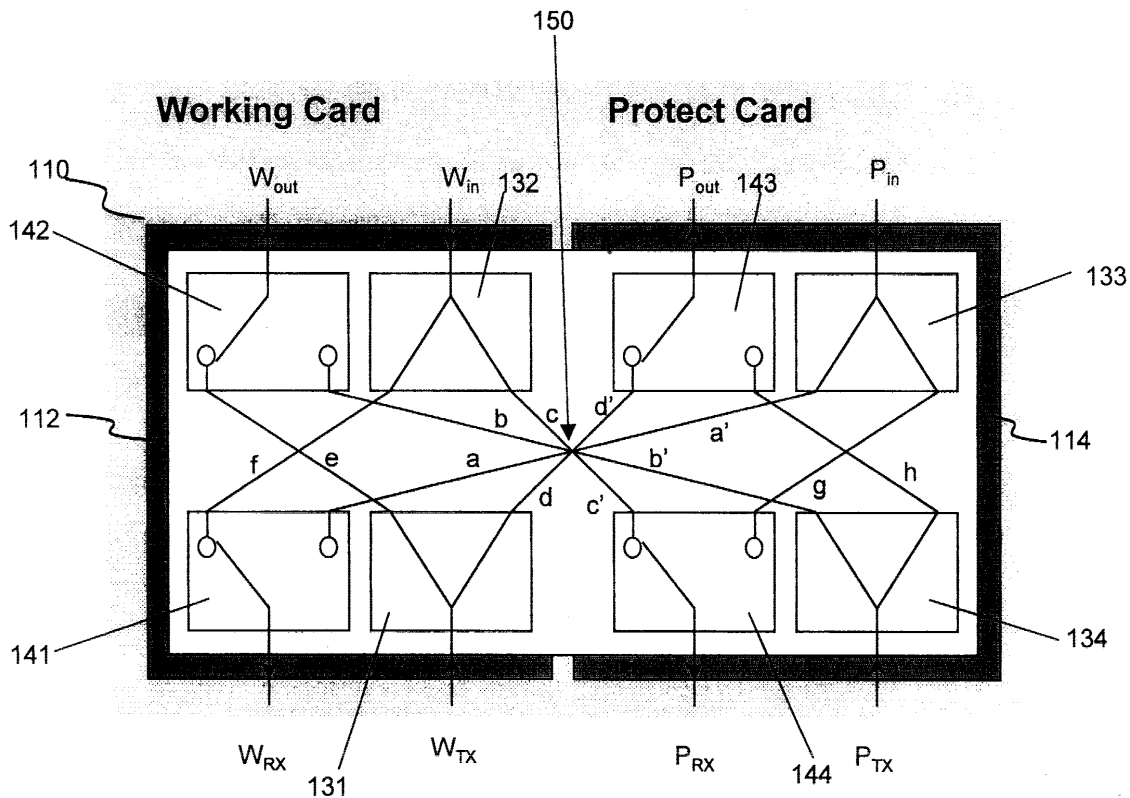 150
Working Card Protect Card
110 W_out W_in 132 P_out 143 P_in
142 133
112 f e b a c d d' a' b' c' g h 114
141 134
W_RX 131 W_TX P_RX 144 P_TX